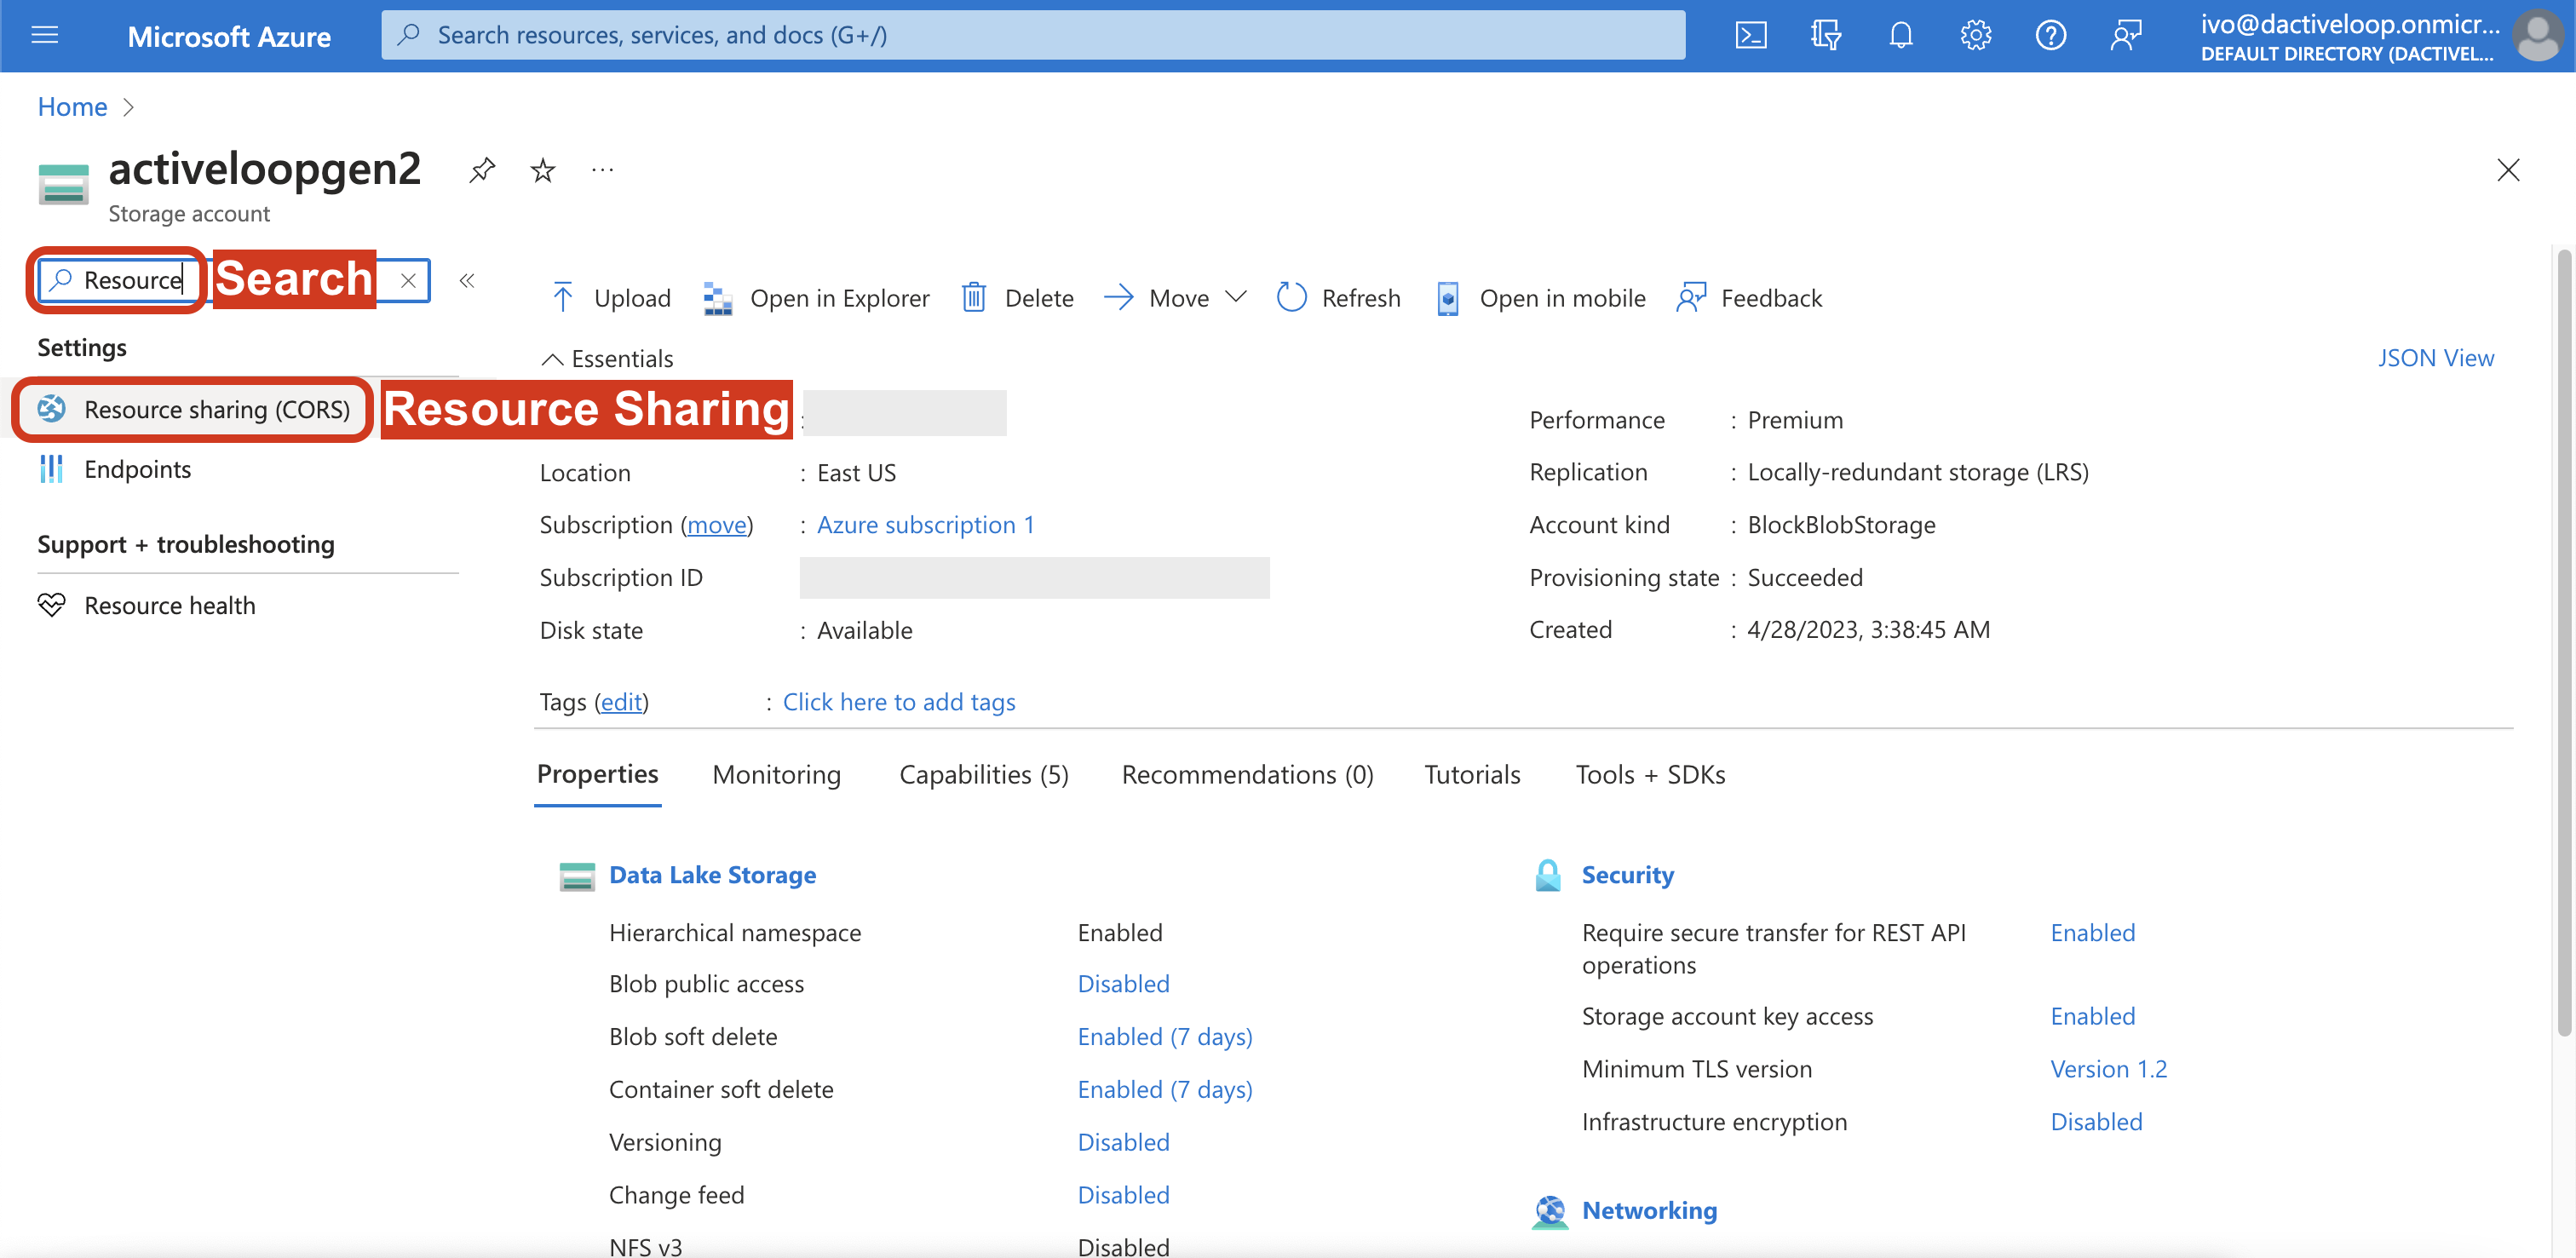 Microsoft Azure
Search resources, services, and docs (G+/)
ivo@dactiveloop.onmicr...
DEFAULT DIRECTORY (DACTIVEL...
Home
activeloopgen2
Storage account
Resource
Search
Settings
Resource sharing (CORS)
Resource Sharing
Endpoints
Support + troubleshooting
Resource health
Upload
Open in Explorer
Delete
Move
Refresh
Open in mobile
Feedback
Essentials
JSON View
:
Location : East US
Subscription (move) : Azure subscription 1
Subscription ID
Disk state : Available
Performance : Premium
Replication : Locally-redundant storage (LRS)
Account kind : BlockBlobStorage
Provisioning state : Succeeded
Created : 4/28/2023, 3:38:45 AM
Tags (edit) : Click here to add tags
Properties
Monitoring
Capabilities (5)
Recommendations (0)
Tutorials
Tools + SDKs
Data Lake Storage
Hierarchical namespace Enabled
Blob public access Disabled
Blob soft delete Enabled (7 days)
Container soft delete Enabled (7 days)
Versioning Disabled
Change feed Disabled
NFS v3 Disabled
Security
Require secure transfer for REST API Enabled
operations
Storage account key access Enabled
Minimum TLS version Version 1.2
Infrastructure encryption Disabled
Networking